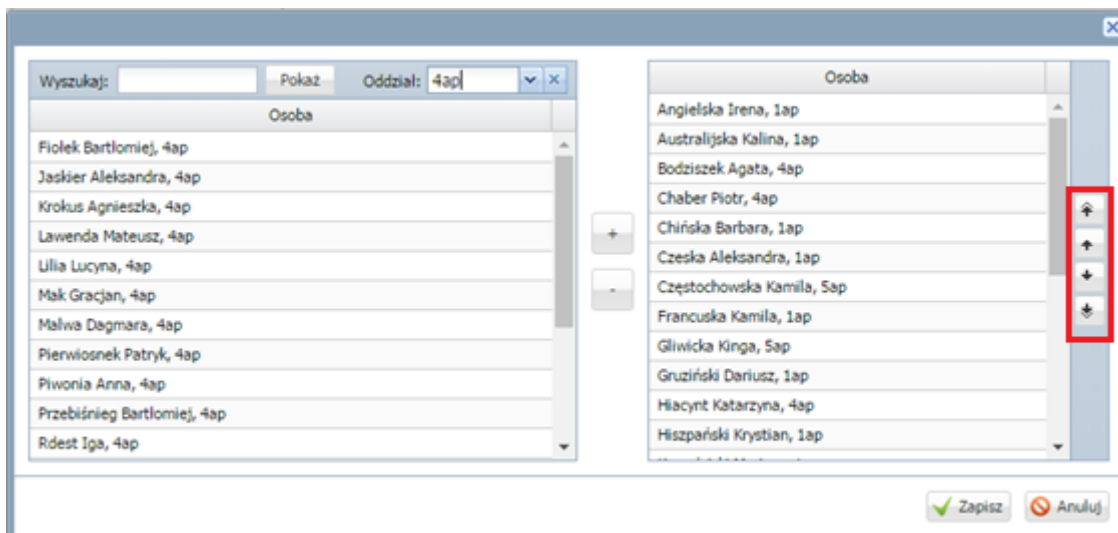 Wyszukaj: Pokaż Oddział: 4ap
Osoba
Fiołek Bartłomiej, 4ap
Jaskier Aleksandra, 4ap
Krokus Agnieszka, 4ap
Lawenda Mateusz, 4ap
Lilia Lucyna, 4ap
Mak Gracjan, 4ap
Malwa Dagmara, 4ap
Pierwiosnek Patryk, 4ap
Piwonia Anna, 4ap
Przebiśnieg Bartłomiej, 4ap
Rdest Iga, 4ap
+
-
Osoba
Angielska Irena, 1ap
Australijska Kalina, 1ap
Bodziszek Agata, 4ap
Chaber Piotr, 4ap
Chińska Barbara, 1ap
Czeska Aleksandra, 1ap
Częstochowska Kamila, 5ap
Francuska Kamila, 1ap
Gliwicka Kinga, 5ap
Gruziński Dariusz, 1ap
Hiacynt Katarzyna, 4ap
Hiszpański Krystian, 1ap
Zapisz Anuluj